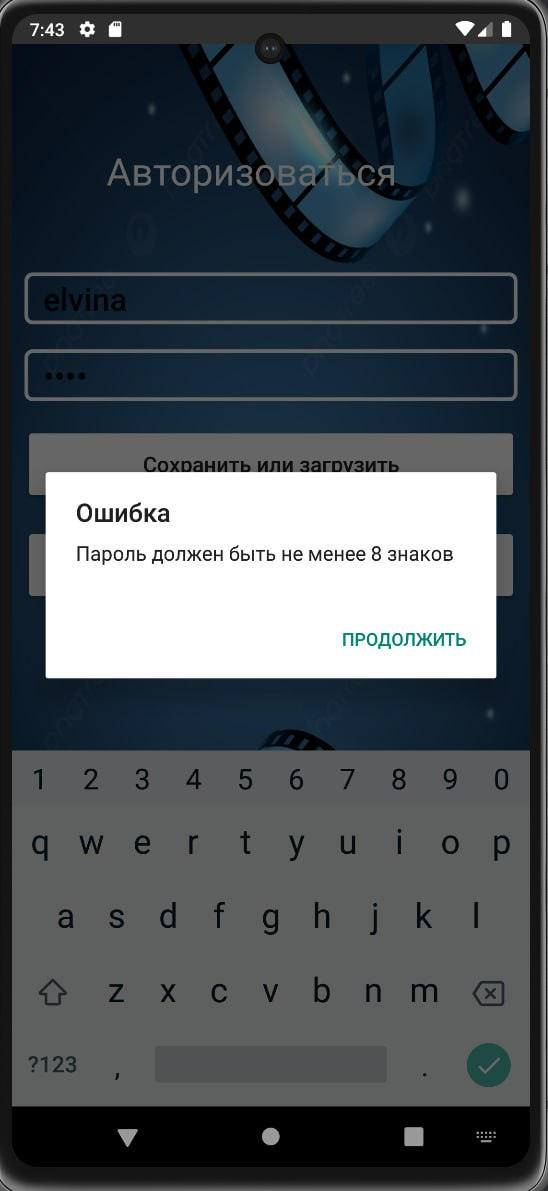 7:43
Авторизоваться
elvina
••••
Сохранить или загрузить
Ошибка
Пароль должен быть не менее 8 знаков
ПРОДОЛЖИТЬ
1 2 3 4 5 6 7 8 9 0
q w e r t y u i o p
a s d f g h j k l
z x c v b n m
?123 , .